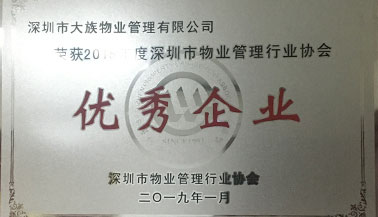 深圳市大族物业管理有限公司
荣获201 年度深圳市物业管理行业协会
优秀企业
深圳市物业管理行业协会
二〇一九年一月